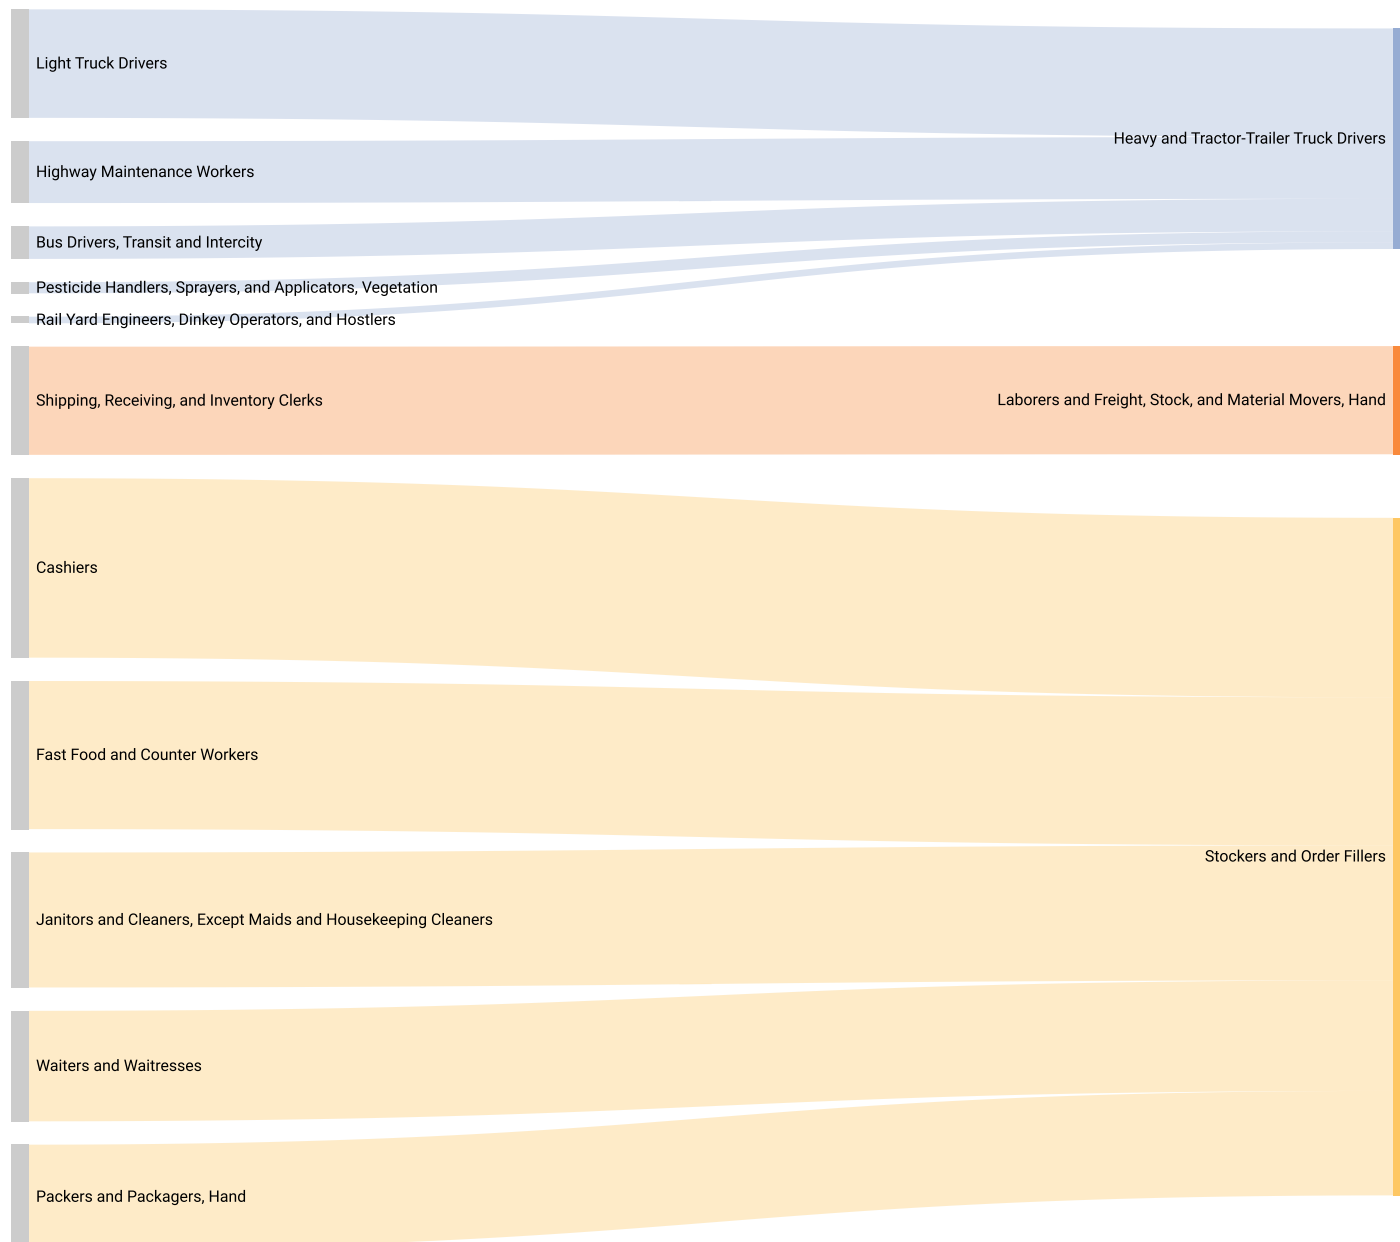 Light Truck Drivers
Heavy and Tractor-Trailer Truck Drivers
Highway Maintenance Workers
Bus Drivers, Transit and Intercity
Pesticide Handlers, Sprayers, and Applicators, Vegetation
Rail Yard Engineers, Dinkey Operators, and Hostlers
Shipping, Receiving, and Inventory Clerks
Laborers and Freight, Stock, and Material Movers, Hand
Cashiers
Fast Food and Counter Workers
Stockers and Order Fillers
Janitors and Cleaners, Except Maids and Housekeeping Cleaners
Waiters and Waitresses
Packers and Packagers, Hand